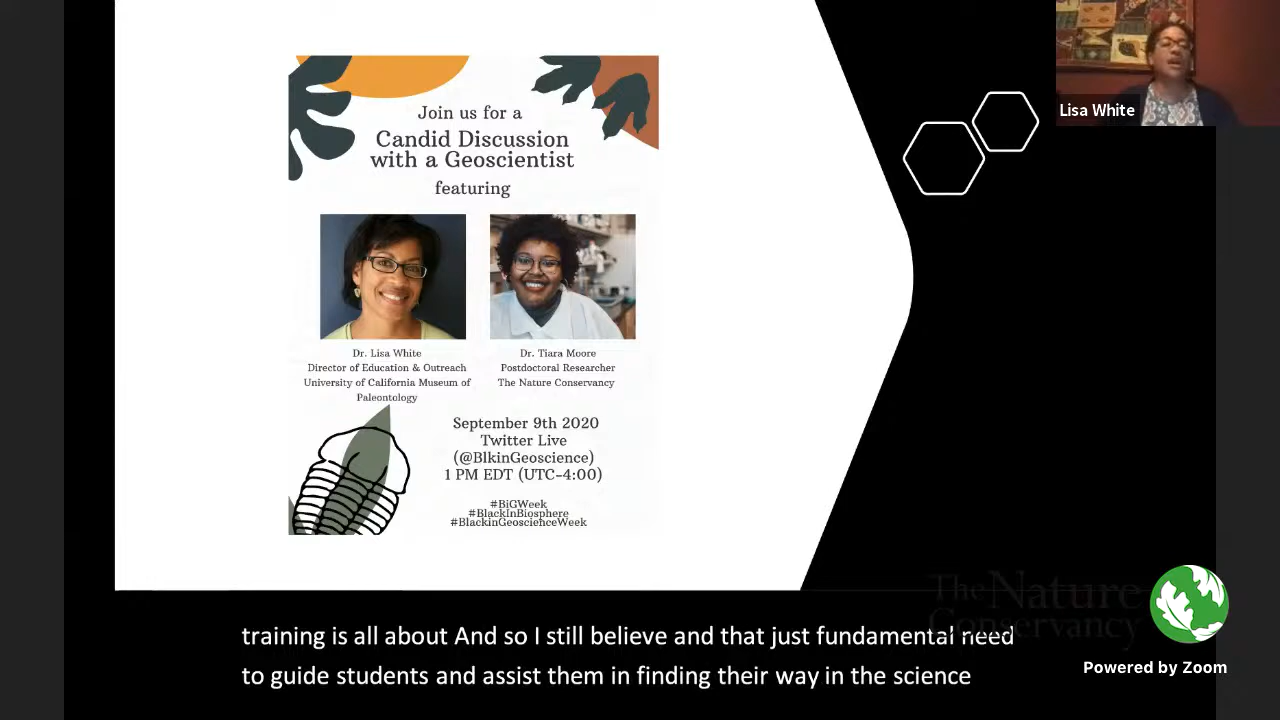 Join us for a
Candid Discussion
with a Geoscientist
featuring
Dr. Lisa White
Director of Education & Outreach
University of California Museum of
Paleontology
Dr. Tiara Moore
Postdoctoral Researcher
The Nature Conservancy
September 9th 2020
Twitter Live
(@BlkinGeoscience)
1 PM EDT (UTC-4:00)
#BiGWeek
#BlackInBiosphere
#BlackinGeoscienceWeek
Lisa White
The Nature
Conservancy
Powered by Zoom
training is all about And so I still believe and that just fundamental need
to guide students and assist them in finding their way in the science